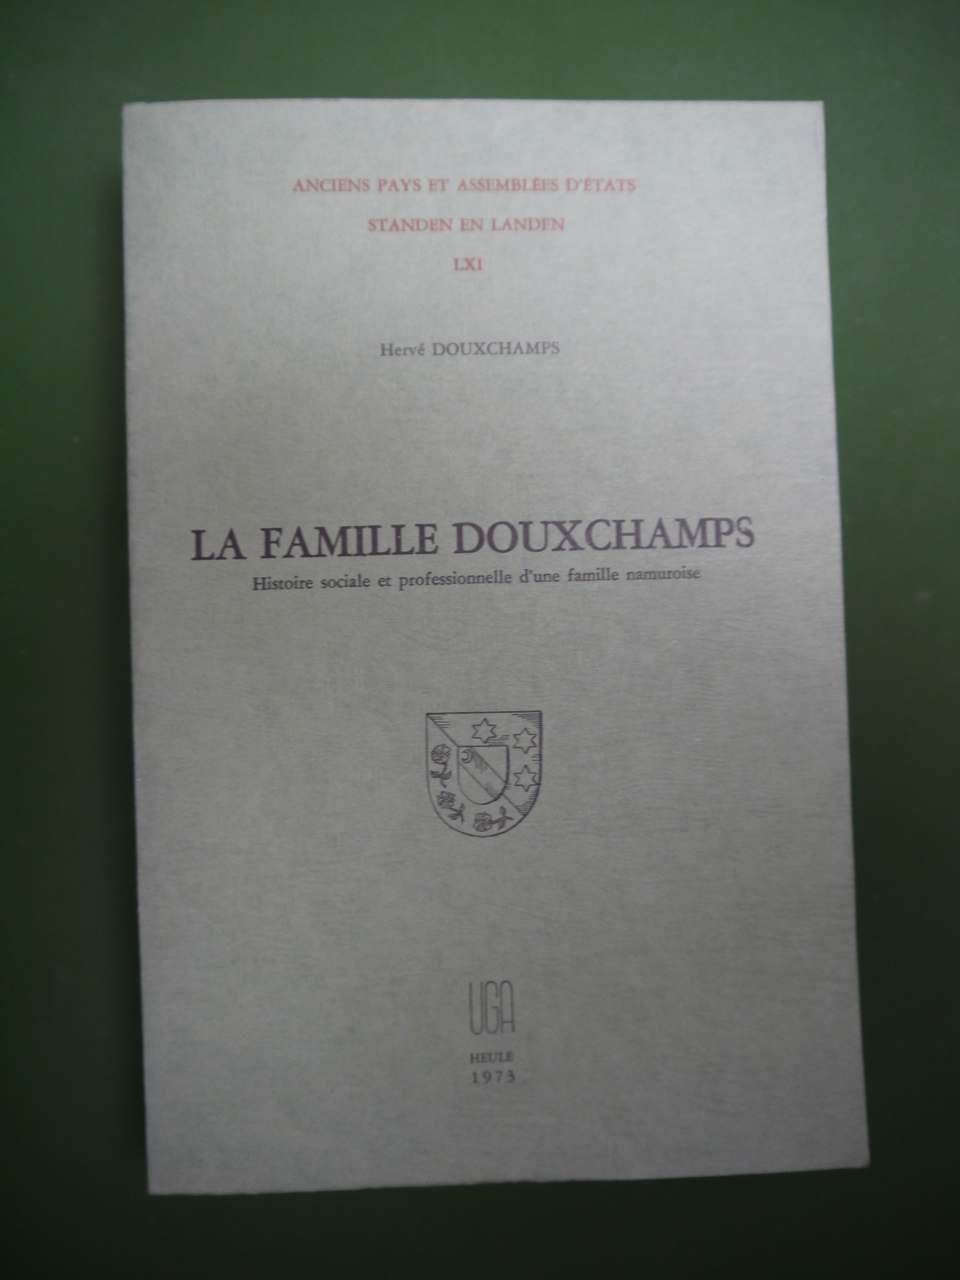 ANCIENS PAYS ET ASSEMBLÉES D'ÉTATS
STANDEN EN LANDEN
LXI
Hervé DOUXCHAMPS
LA FAMILLE DOUXCHAMPS
Histoire sociale et professionnelle d'une famille namuroise
UGA
HEULE
1973